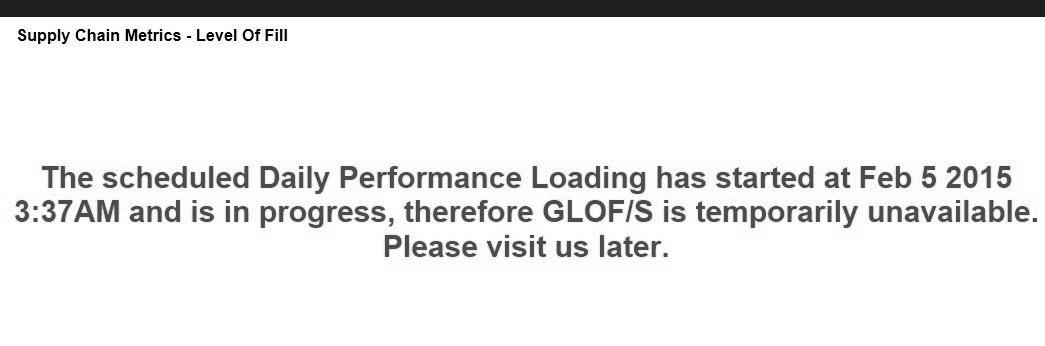 Supply Chain Metrics - Level Of Fill
The scheduled Daily Performance Loading has started at Feb 5 2015
3:37AM and is in progress, therefore GLOF/S is temporarily unavailable.
Please visit us later.